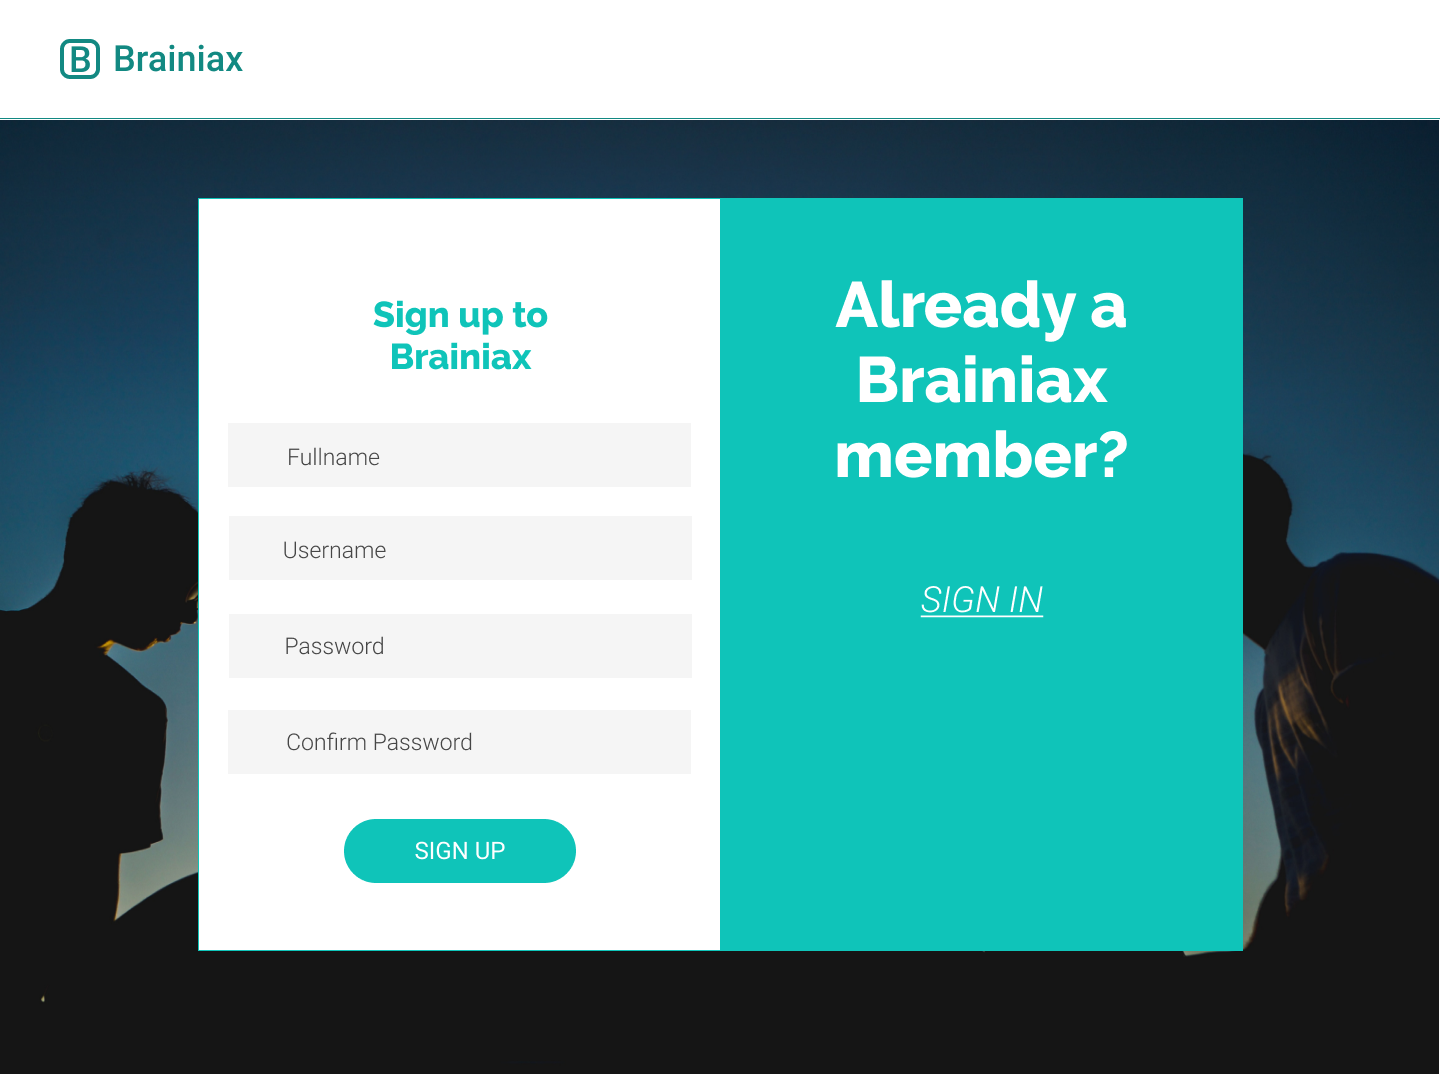 B Brainiax
Sign up to
Brainiax
Fullname
Username
Password
Confirm Password
SIGN UP
Already a
Brainiax
member?
SIGN IN